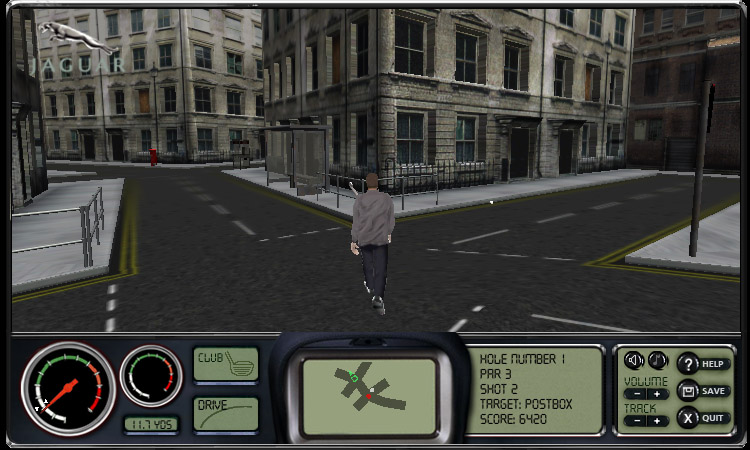 JAGUAR
CLUB
DRIVE
11.7 YDS
HOLE NUMBER 1
PAR 3
SHOT 2
TARGET: POSTBOX
SCORE: 6420
VOLUME
- +
TRACK
- +
? HELP
SAVE
X QUIT